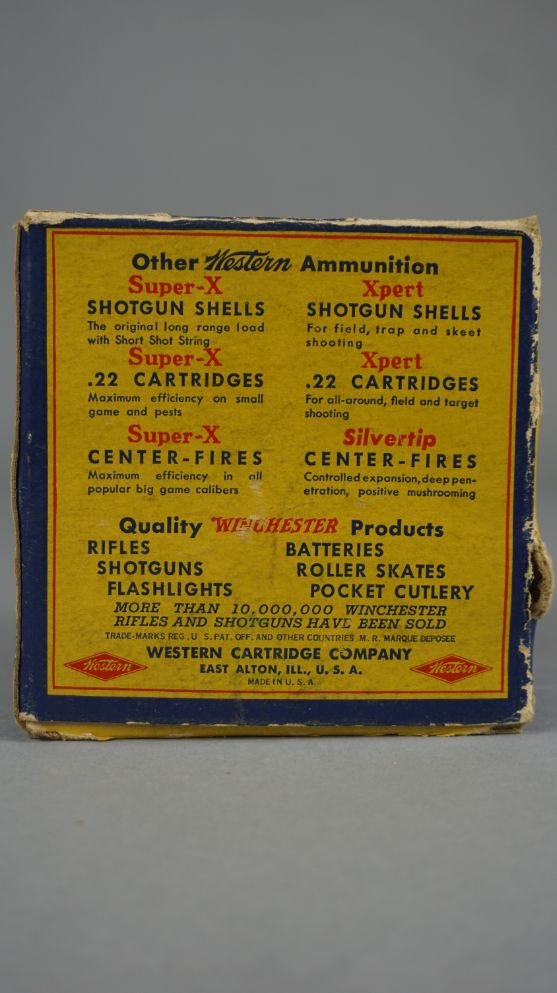 Other Western Ammunition
Super-X
SHOTGUN SHELLS
The original long range load
with Short Shot String
Xpert
SHOTGUN SHELLS
For field, trap and skeet
shooting
Super-X
.22 CARTRIDGES
Maximum efficiency on small
game and pests
Xpert
.22 CARTRIDGES
For all-around, field and target
shooting
Super-X
CENTER-FIRES
Maximum efficiency in all
popular big game calibers
Silvertip
CENTER-FIRES
Controlled expansion, deep pen-
etration, positive mushrooming
Quality WINCHESTER Products
RIFLES
SHOTGUNS
FLASHLIGHTS
BATTERIES
ROLLER SKATES
POCKET CUTLERY
MORE THAN 10,000,000 WINCHESTER
RIFLES AND SHOTGUNS HAVE BEEN SOLD
TRADE-MARKS REG. U S. PAT. OFF. AND OTHER COUNTRIES M. R. MARQUE DEPOSEE
WESTERN CARTRIDGE COMPANY
Western EAST ALTON, ILL., U. S. A. Western
MADE IN U. S. A.